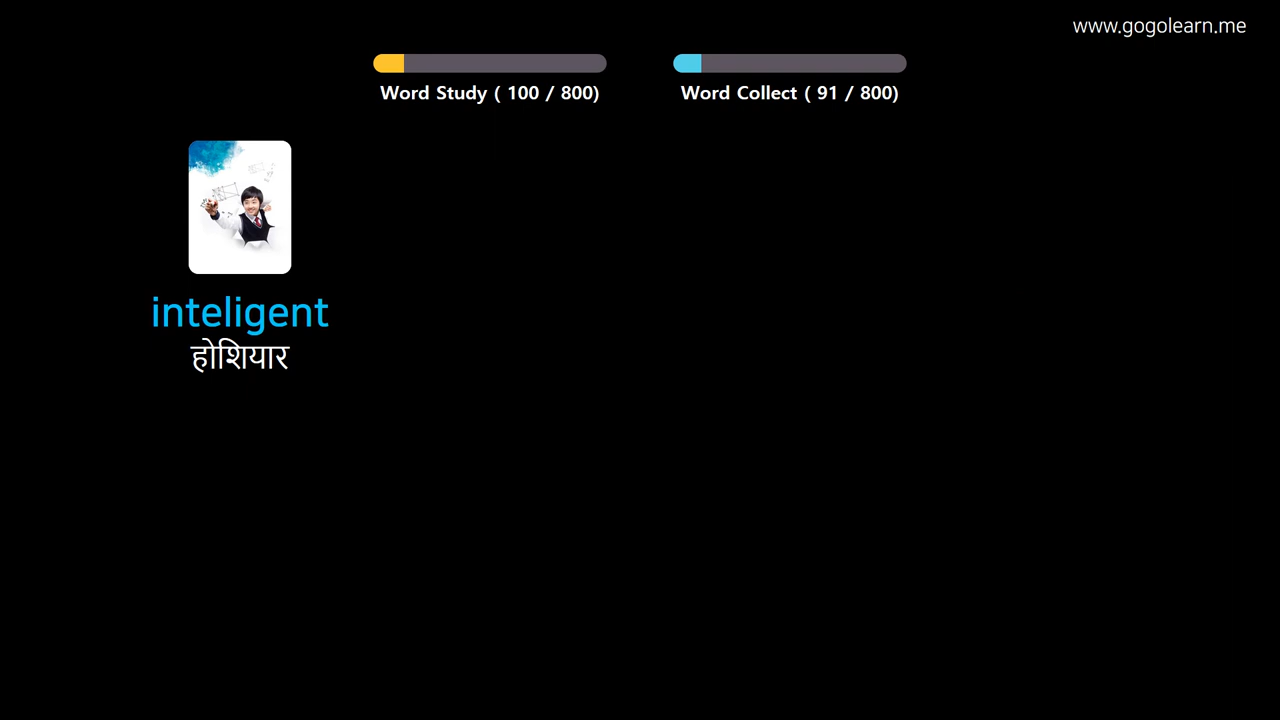 www.gogolearn.me
Word Study ( 100 / 800)
Word Collect ( 91 / 800)
inteligent
होशियार